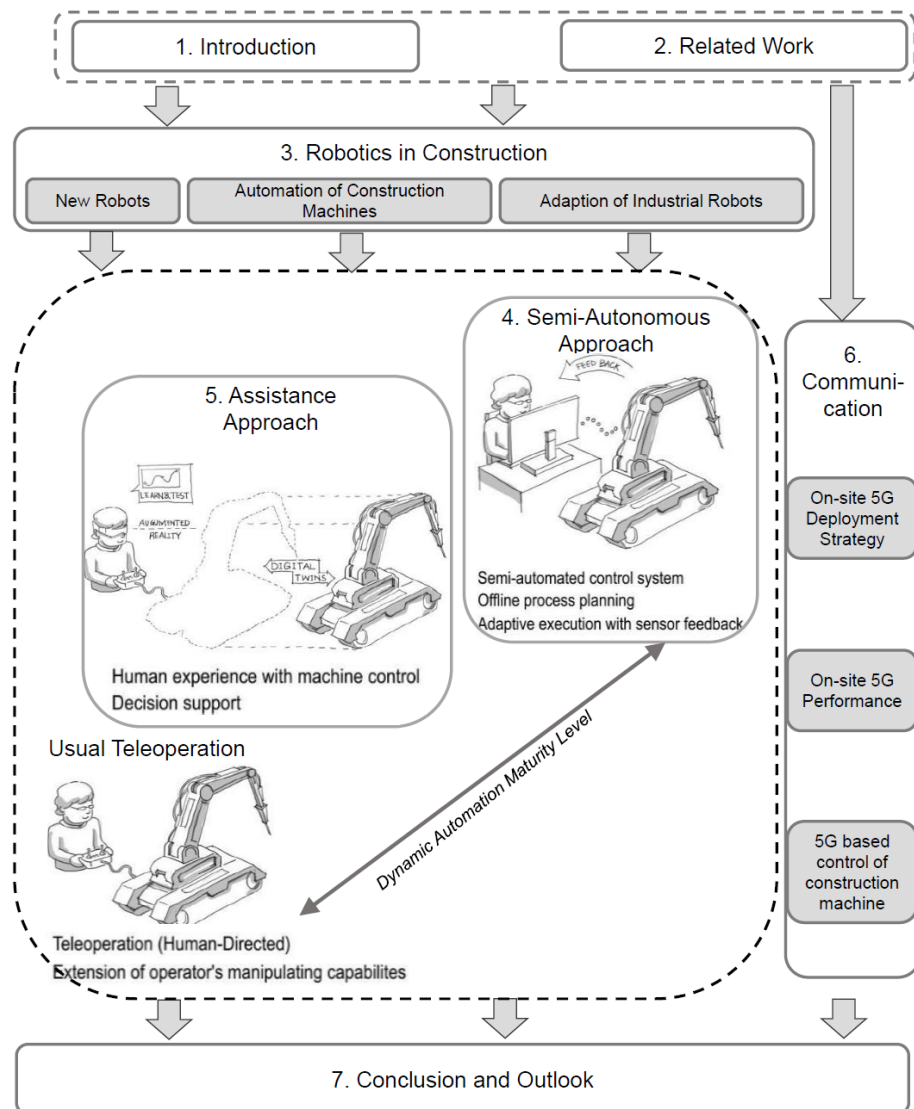 1. Introduction
2. Related Work
3. Robotics in Construction
New Robots
Automation of Construction
Machines
Adaption of Industrial Robots
4. Semi-Autonomous
Approach
FEED BACK
Semi-automated control system
Offline process planning
Adaptive execution with sensor feedback
5. Assistance
Approach
LEARN&TEST
AUGMENTED
REALITY
DIGITAL
TWINS
Human experience with machine control
Decision support
Usual Teleoperation
Teleoperation (Human-Directed)
Extension of operator's manipulating capabilites
Dynamic Automation Maturity Level
6.
Communi-
cation
On-site 5G
Deployment
Strategy
On-site 5G
Performance
5G based
control of
construction
machine
7. Conclusion and Outlook